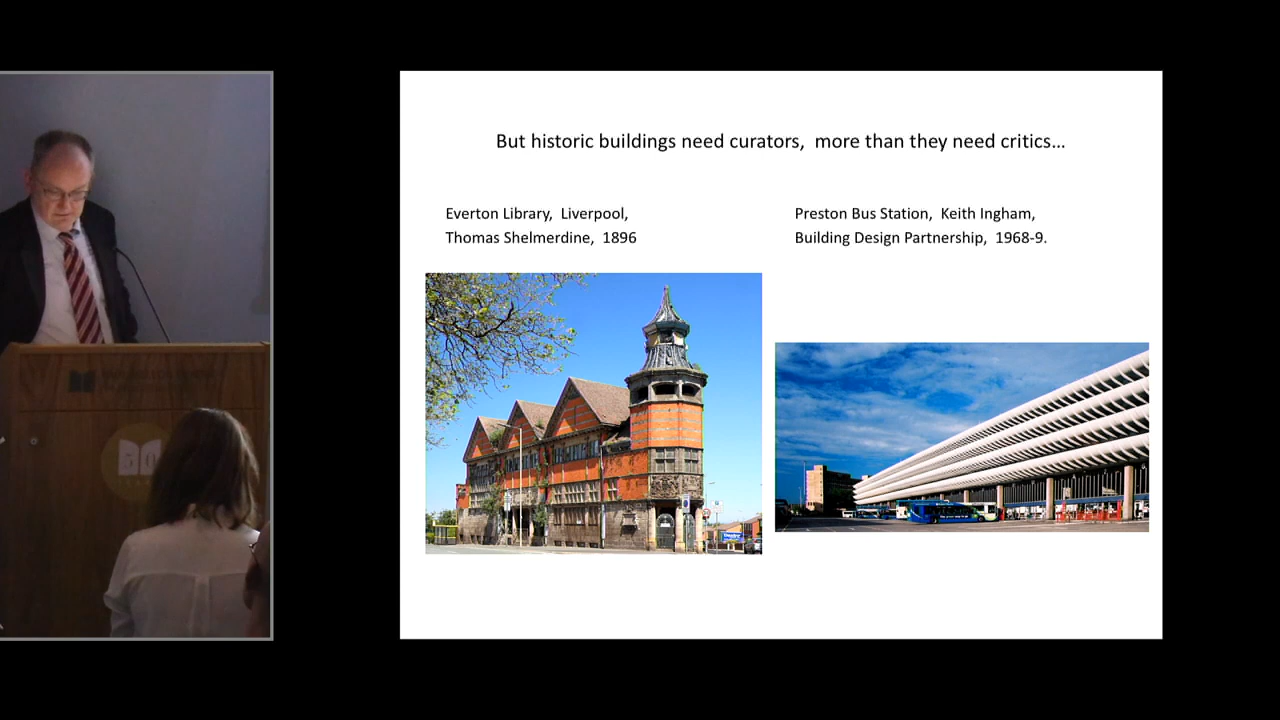 But historic buildings need curators,  more than they need critics...
Everton Library,  Liverpool,
Thomas Shelmerdine,  1896
Preston Bus Station,  Keith Ingham,
Building Design Partnership,  1968-9.
50